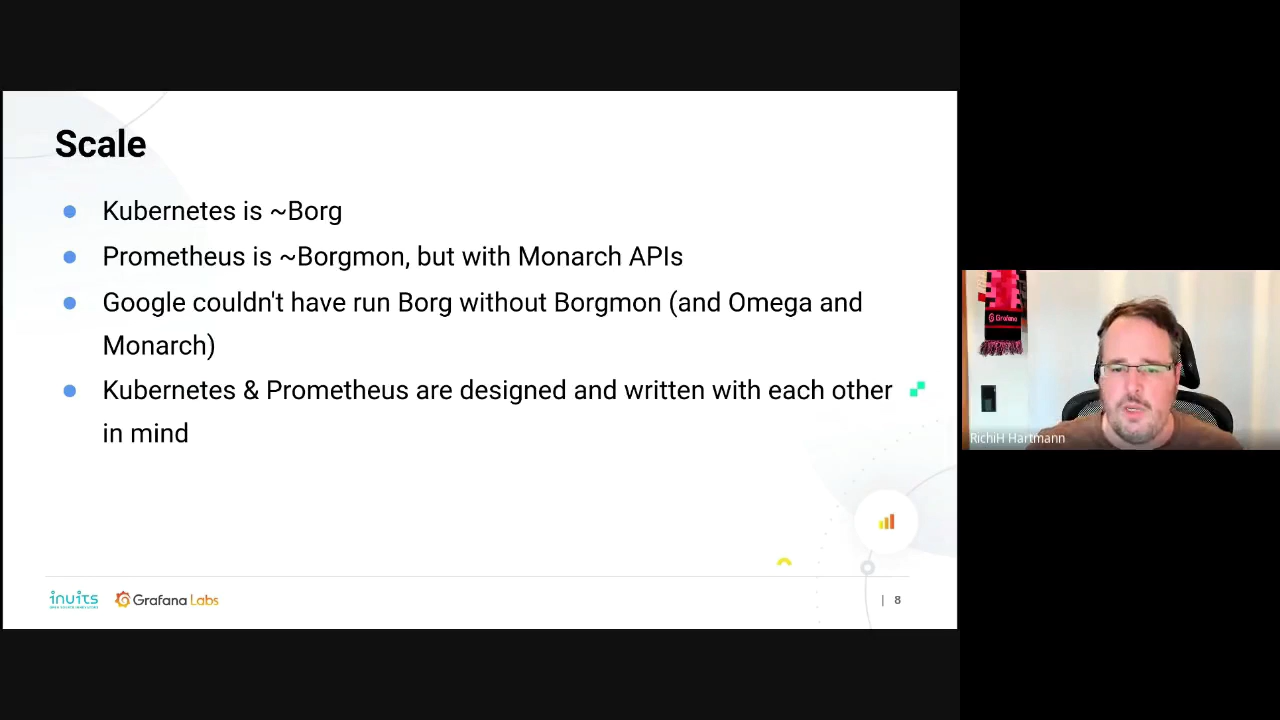 Scale
Kubernetes is ~Borg
Prometheus is ~Borgmon, but with Monarch APIs
Google couldn't have run Borg without Borgmon (and Omega and
Monarch)
Kubernetes & Prometheus are designed and written with each other
in mind
inuits
Grafana Labs
| 8
Grafana
RichiH Hartmann